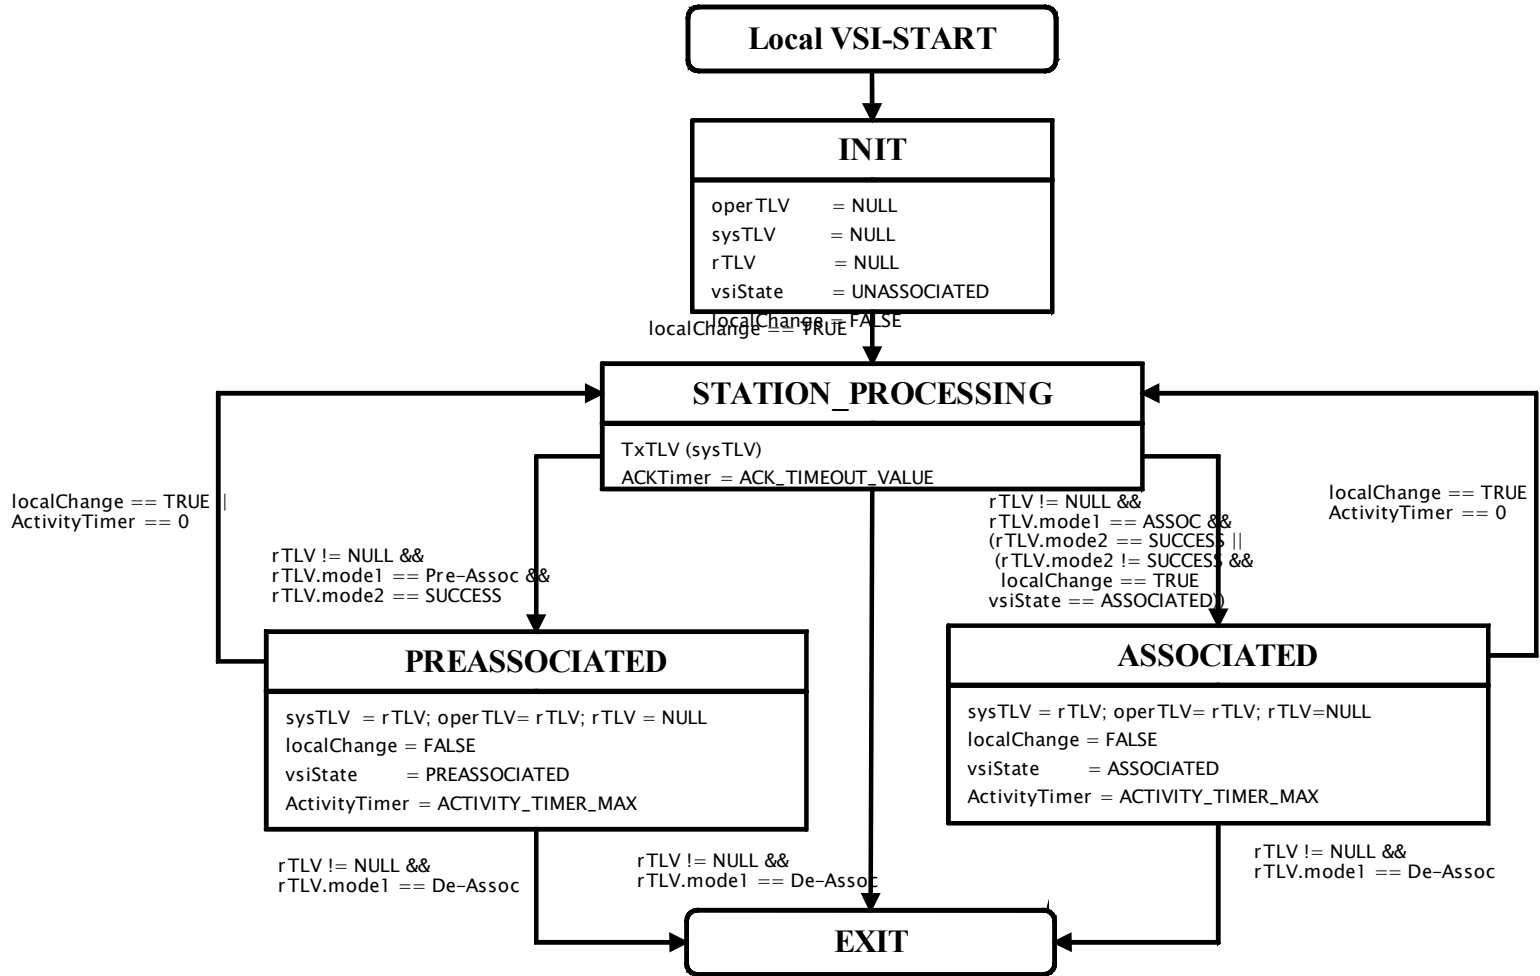 Local VSI-START
INIT
operTLV = NULL
sysTLV = NULL
rTLV = NULL
vsiState = UNASSOCIATED
localChange = FALSE
localChange == TRUE
STATION_PROCESSING
TxTLV (sysTLV)
ACKTimer = ACK_TIMEOUT_VALUE
localChange == TRUE ||
ActivityTimer == 0
rTLV != NULL &&
rTLV.mode1 == Pre-Assoc &&
rTLV.mode2 == SUCCESS
rTLV != NULL &&
rTLV.mode1 == ASSOC &&
(rTLV.mode2 == SUCCESS ||
(rTLV.mode2 != SUCCESS &&
localChange == TRUE
vsiState == ASSOCIATED))
localChange == TRUE
ActivityTimer == 0
PREASSOCIATED
sysTLV = rTLV; operTLV= rTLV; rTLV = NULL
localChange = FALSE
vsiState = PREASSOCIATED
ActivityTimer = ACTIVITY_TIMER_MAX
ASSOCIATED
sysTLV = rTLV; operTLV= rTLV; rTLV=NULL
localChange = FALSE
vsiState = ASSOCIATED
ActivityTimer = ACTIVITY_TIMER_MAX
rTLV != NULL &&
rTLV.mode1 == De-Assoc
rTLV != NULL &&
rTLV.mode1 == De-Assoc
rTLV != NULL &&
rTLV.mode1 == De-Assoc
EXIT